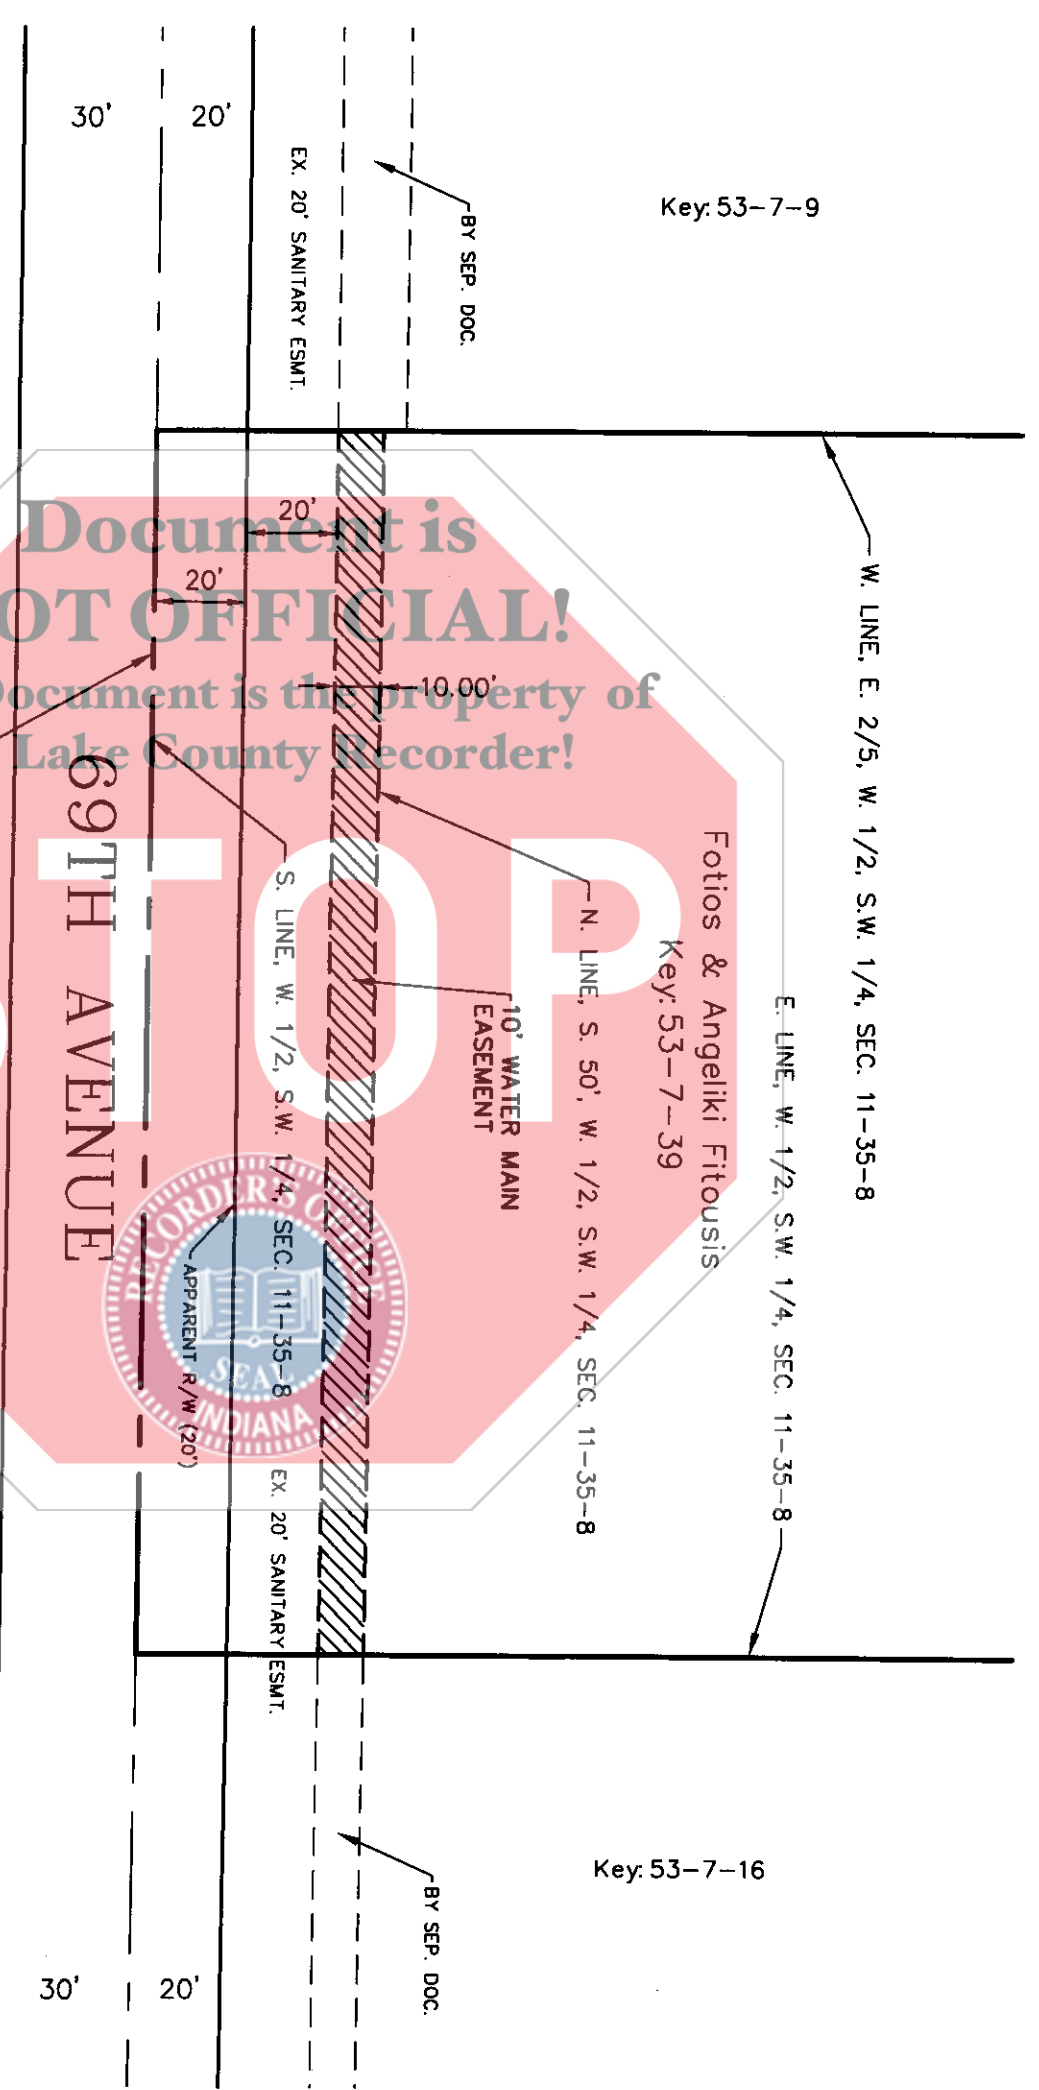 30'
20'
EX. 20' SANITARY ESMT.
BY SEP. DOC.
Key: 53-7-9
W. LINE, E. 2/5, W. 1/2, S.W. 1/4, SEC. 11-35-8
E. LINE, W. 1/2, S.W. 1/4, SEC. 11-35-8
Fotios & Angeliki Fitousis
Key: 53-7-39
N. LINE, S. 50', W. 1/2, S.W. 1/4, SEC. 11-35-8
10' WATER MAIN
EASEMENT
20'
20'
10.00'
S. LINE, W. 1/2, S.W. 1/4, SEC. 11-35-8
APPARENT R/W (20')
EX. 20' SANITARY ESMT.
69TH AVENUE
BY SEP. DOC.
Key: 53-7-16
30'
20'
Document is
OT OFFICIAL!
Document is the property of
Lake County Recorder!
TOP
RECORDER'S OFFICE
SEAL
INDIANA